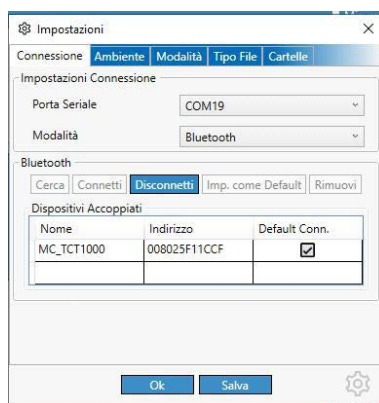 Impostazioni
Connessione Ambiente Modalità Tipo File Cartelle
Impostazioni Connessione
Porta Seriale COM19
Modalità Bluetooth
Bluetooth
Cerca Connetti Disconnetti Imp. come Default Rimuovi
Dispositivi Accoppiati
Nome Indirizzo Default Conn.
MC_TCT1000 008025F11CCF
Ok Salva